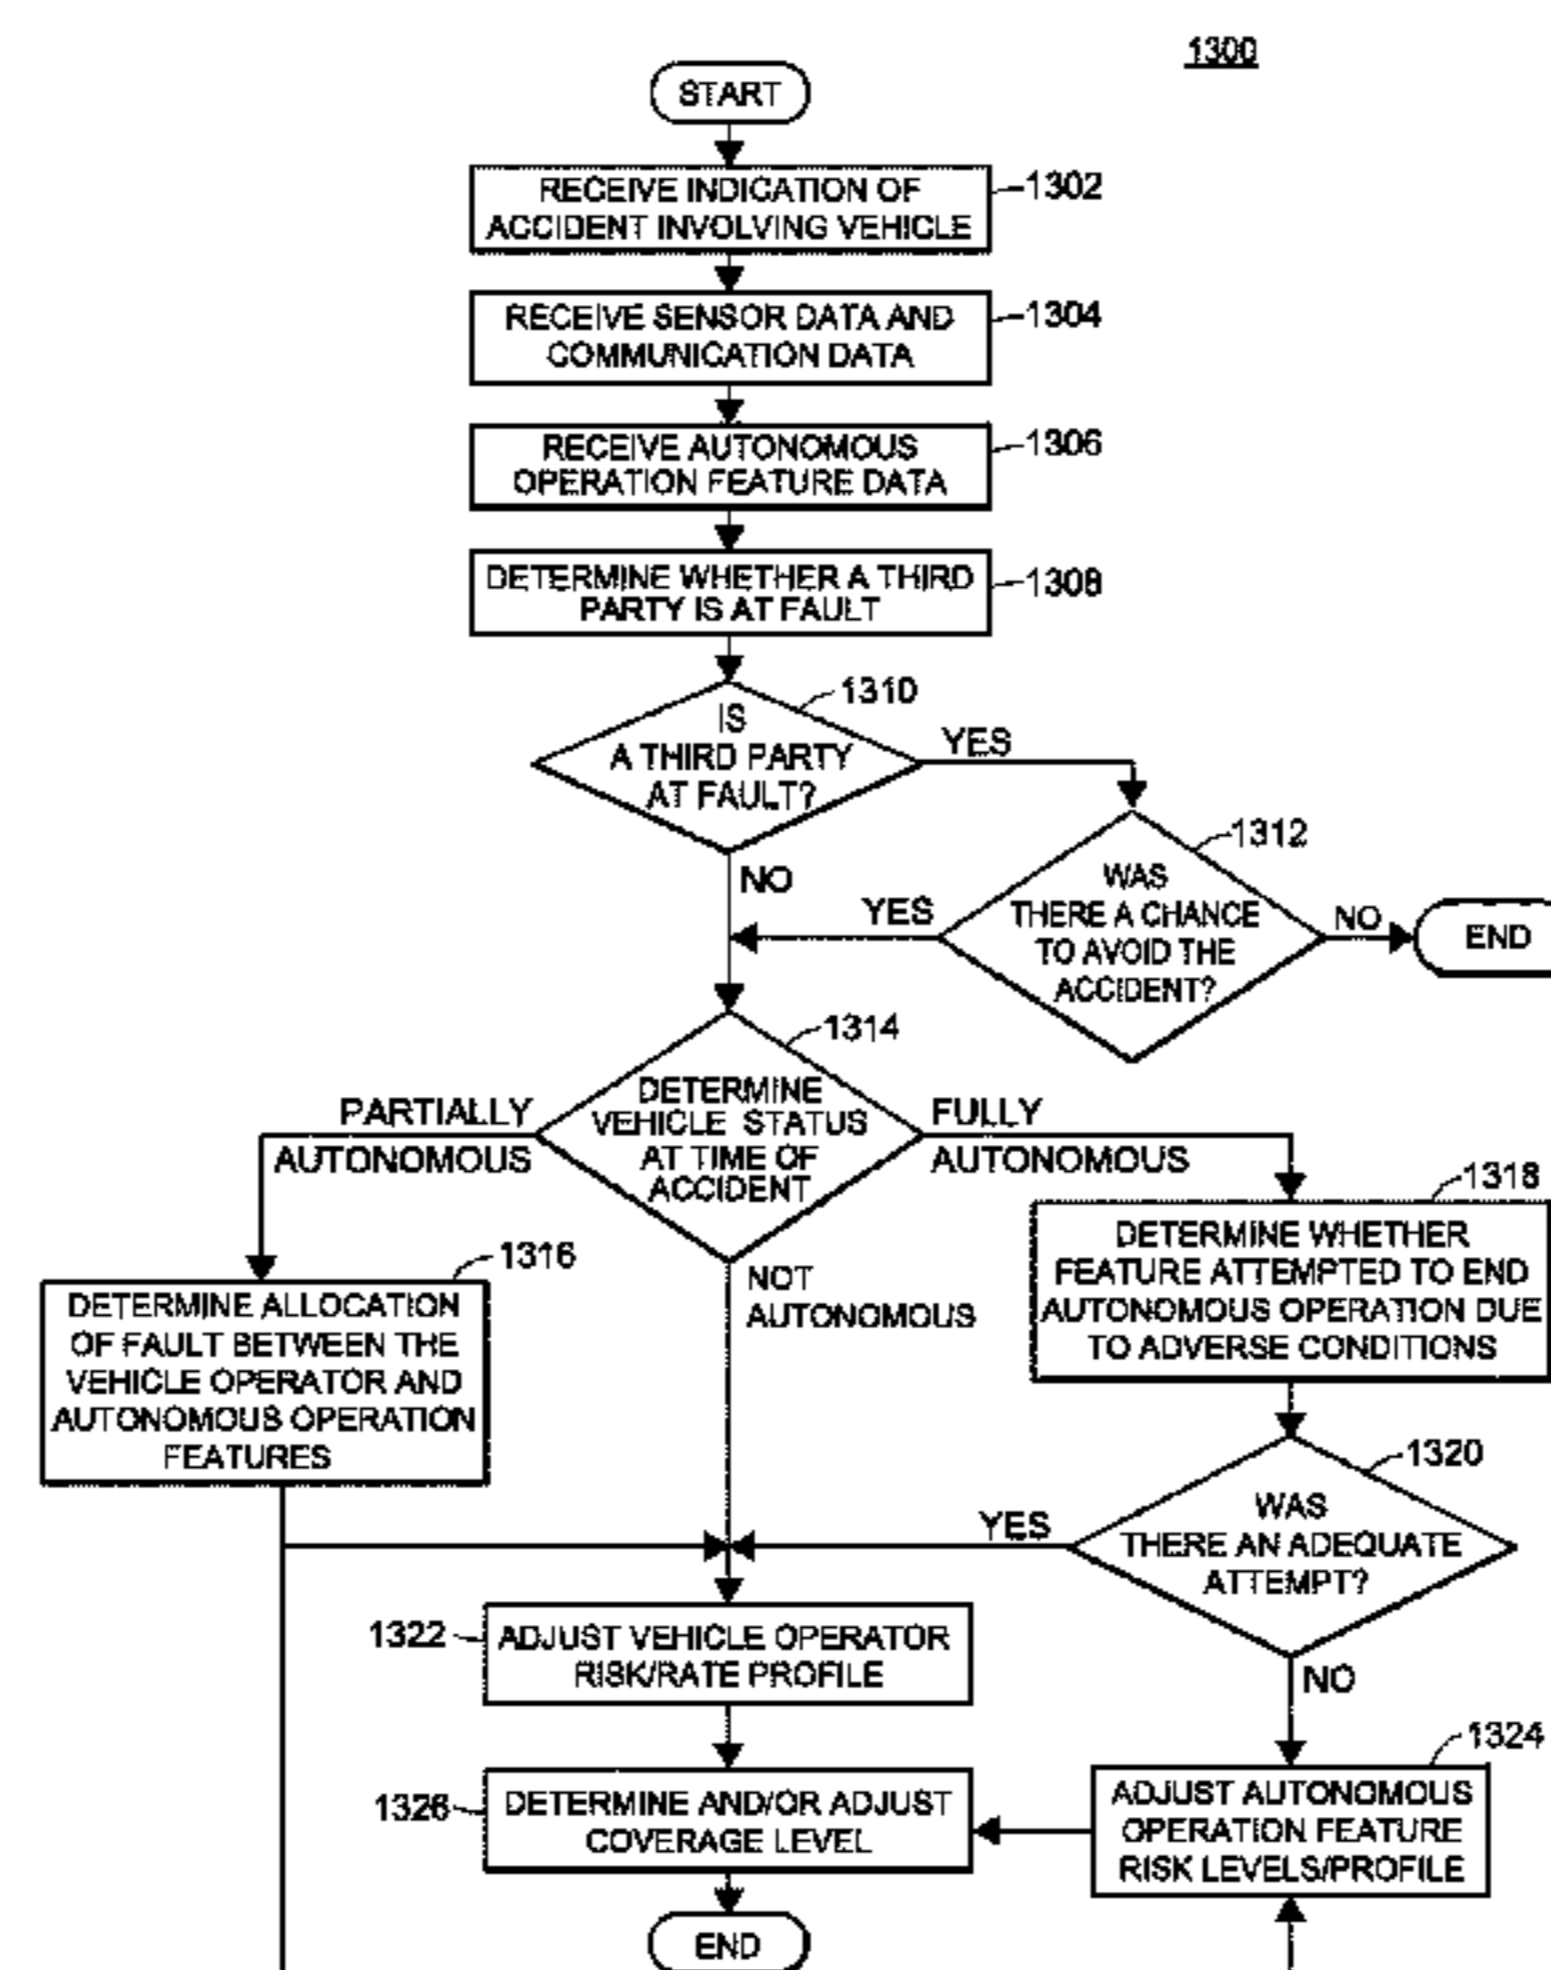 1300
START
RECEIVE INDICATION OF
ACCIDENT INVOLVING VEHICLE
1302
RECEIVE SENSOR DATA AND
COMMUNICATION DATA
1304
RECEIVE AUTONOMOUS
OPERATION FEATURE DATA
1306
DETERMINE WHETHER A THIRD
PARTY IS AT FAULT
1308
1310
IS
A THIRD PARTY
AT FAULT?
YES
NO
1312
WAS
THERE A CHANCE
TO AVOID THE
ACCIDENT?
YES
NO
END
1314
DETERMINE
VEHICLE STATUS
AT TIME OF
ACCIDENT
PARTIALLY
AUTONOMOUS
FULLY
AUTONOMOUS
NOT
AUTONOMOUS
1316
DETERMINE ALLOCATION
OF FAULT BETWEEN THE
VEHICLE OPERATOR AND
AUTONOMOUS OPERATION
FEATURES
1318
DETERMINE WHETHER
FEATURE ATTEMPTED TO END
AUTONOMOUS OPERATION DUE
TO ADVERSE CONDITIONS
1320
WAS
THERE AN ADEQUATE
ATTEMPT?
YES
NO
1322
ADJUST VEHICLE OPERATOR
RISK/RATE PROFILE
1324
ADJUST AUTONOMOUS
OPERATION FEATURE
RISK LEVELS/PROFILE
1326
DETERMINE AND/OR ADJUST
COVERAGE LEVEL
END